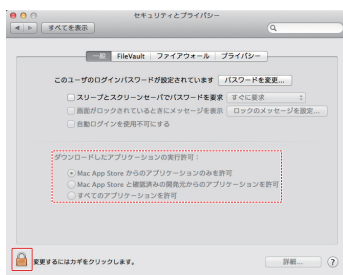 セキュリティとプライバシー
すべてを表示
一般 FileVault ファイアウォール プライバシー
このユーザのログインパスワードが設定されています パスワードを変更...
スリープとスクリーンセーバでパスワードを要求 すぐに要求
画面がロックされているときにメッセージを表示 ロックのメッセージを設定...
自動ログインを使用不可にする
ダウンロードしたアプリケーションの実行許可：
Mac App Store からのアプリケーションのみを許可
Mac App Store と確認済みの開発元からのアプリケーションを許可
すべてのアプリケーションを許可
変更するにはカギをクリックします。 詳細... ?